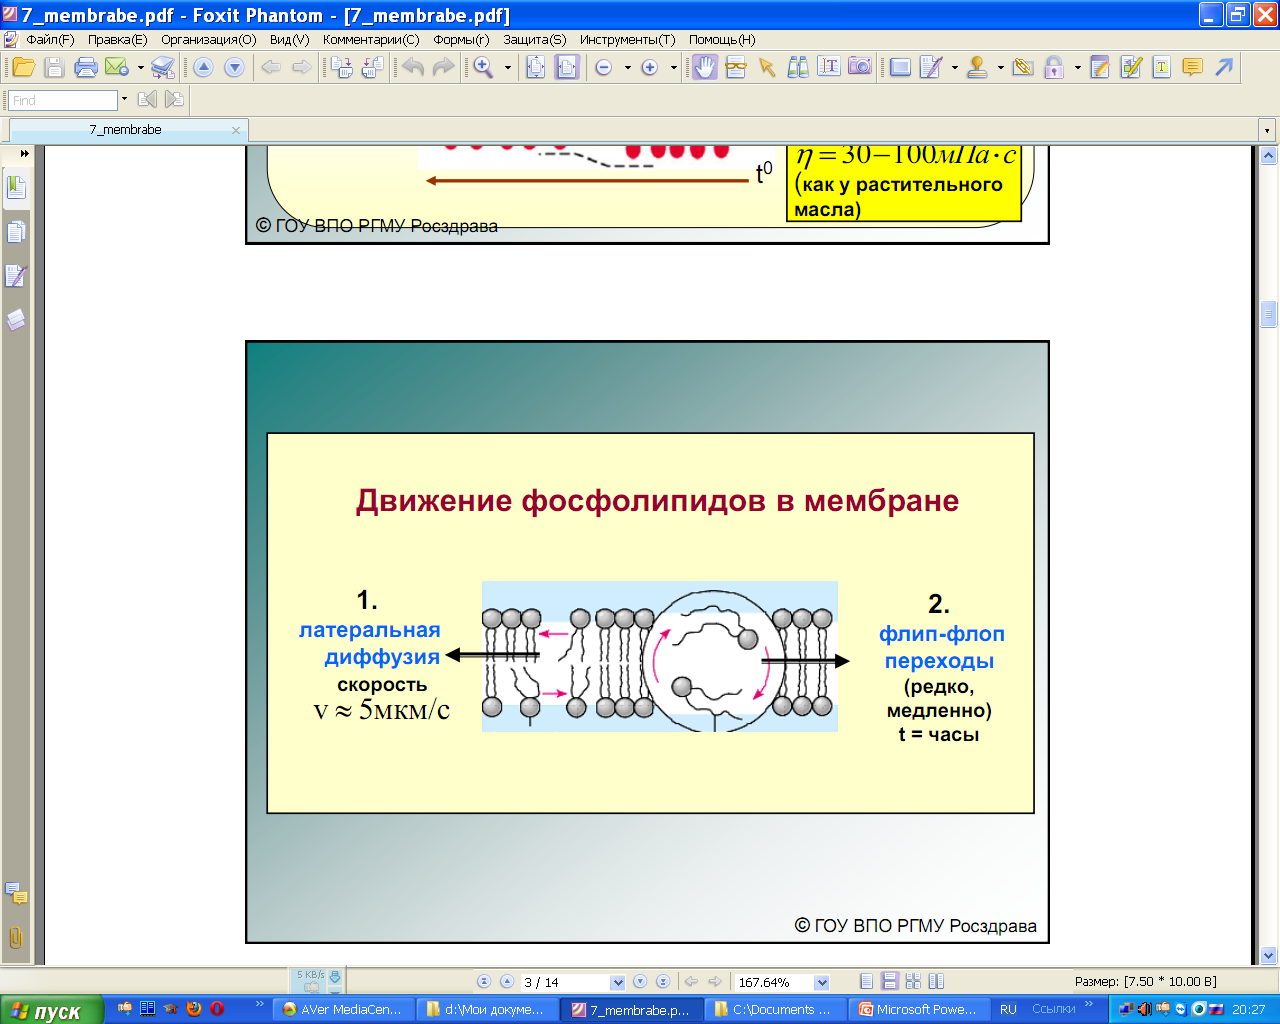 7_membrabe.pdf - Foxit Phantom - [7_membrabe.pdf]
Файл(F) Правка(E) Организация(O) Вид(V) Комментарии(C) Формы(r) Защита(S) Инструменты(T) Помощь(H)
Find
7_membrabe
η = 30 – 100мПа · с
t⁰
(как у растительного
масла)
© ГОУ ВПО РГМУ Росздрава
Движение фосфолипидов в мембране
1.
латеральная
диффузия
скорость
v ≈ 5мкм/с
2.
флип-флоп
переходы
(редко,
медленно)
t = часы
© ГОУ ВПО РГМУ Росздрава
5 KB/s
3 / 14
167.64%
Размер: [7.50 * 10.00 В]
пуск
AVer MediaCen...
d:\Мои докуме...
7_membrabe.p...
C:\Documents ...
Microsoft Powe...
RU
Ссылки
20:27